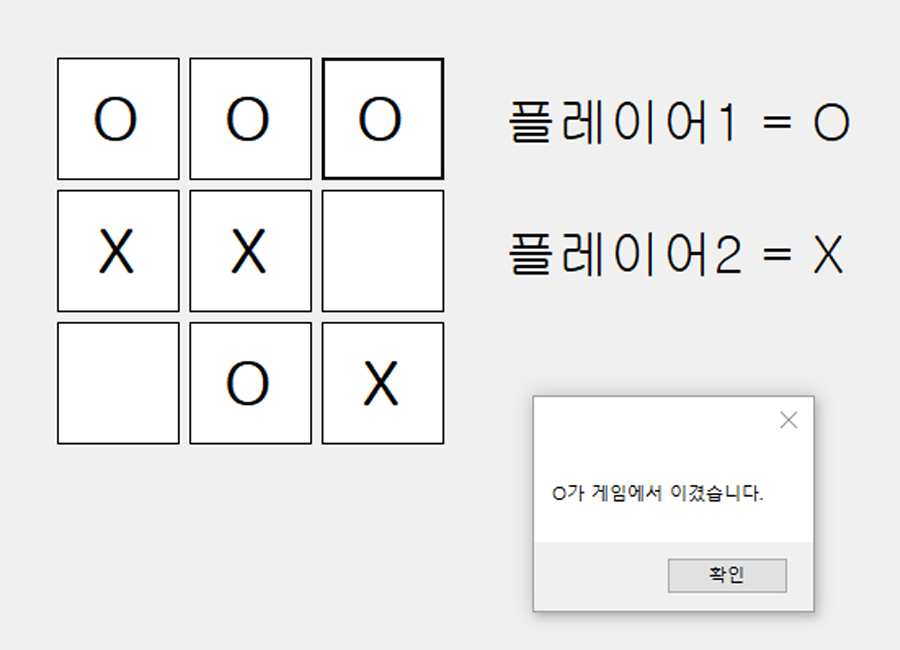 O O O
플레이어1 = O
X X
플레이어2 = X
O X
O가 게임에서 이겼습니다.
확인